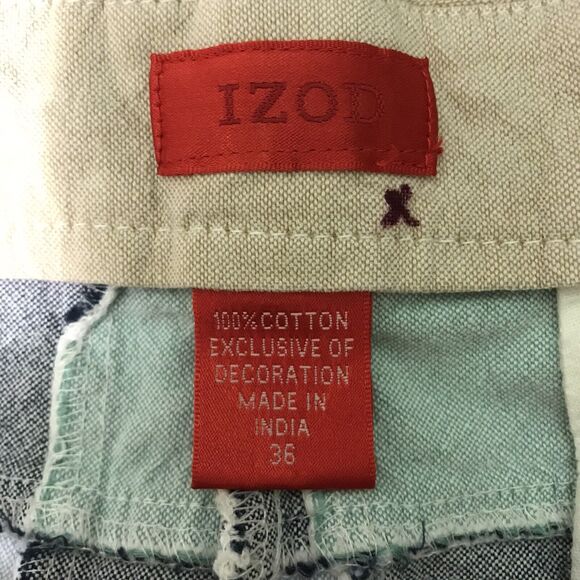 IZOD
100% COTTON
EXCLUSIVE OF
DECORATION
MADE IN
INDIA
36